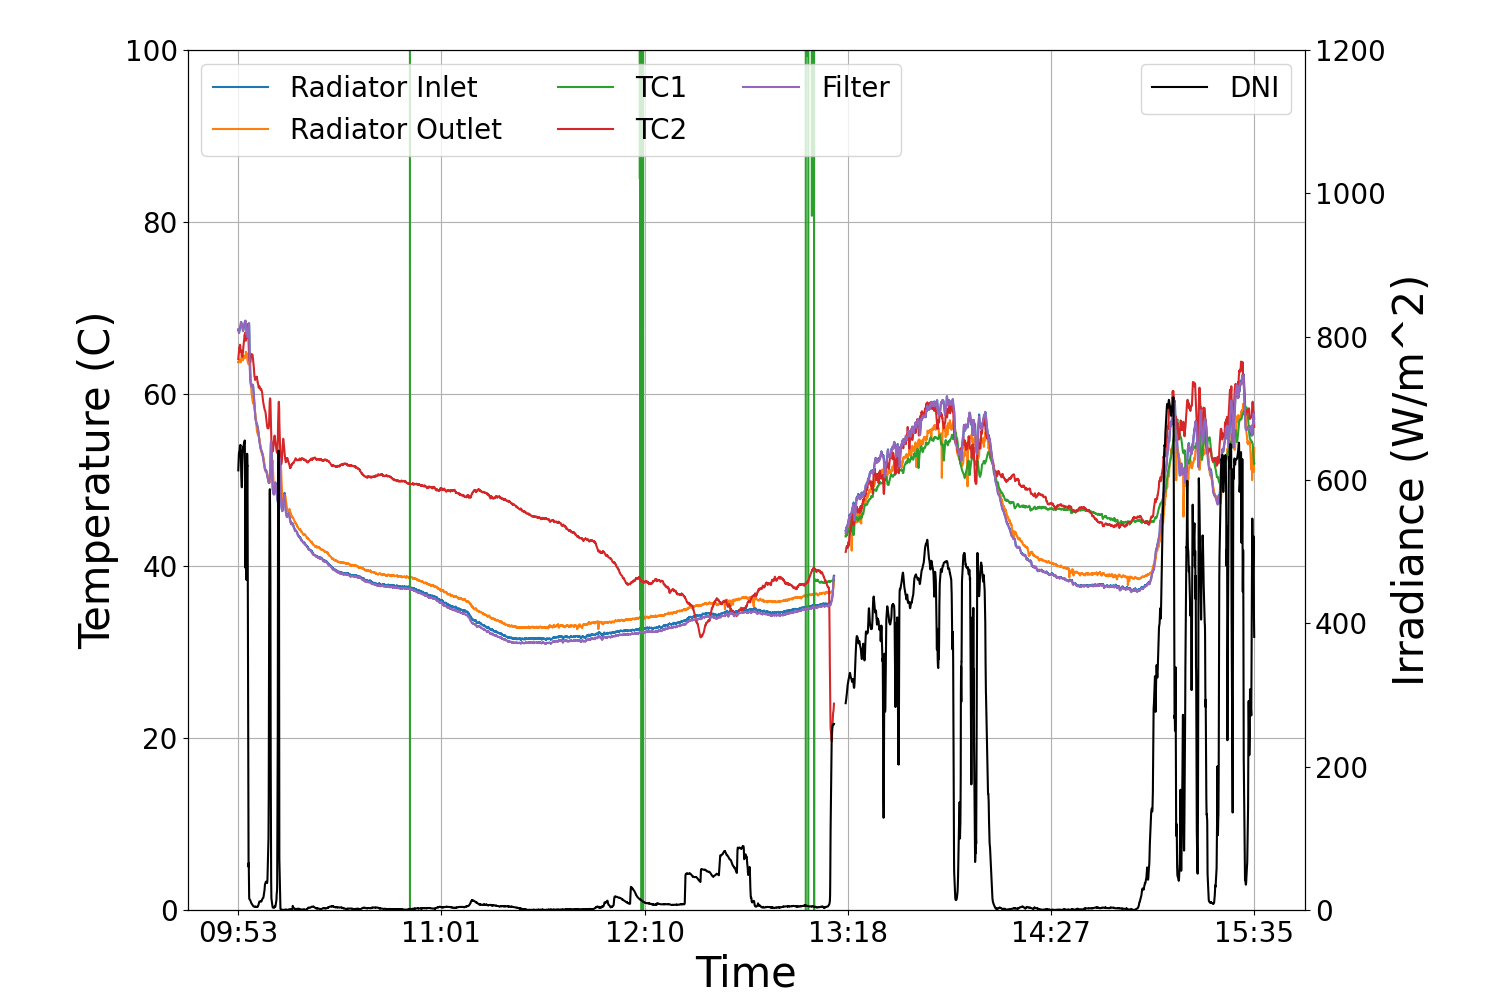 100
80
60
40
20
0
Temperature (C)
Radiator Inlet
Radiator Outlet
TC1
TC2
Filter
DNI
1200
1000
800
600
400
200
0
Irradiance (W/m^2)
09:53 11:01 12:10 13:18 14:27 15:35
Time